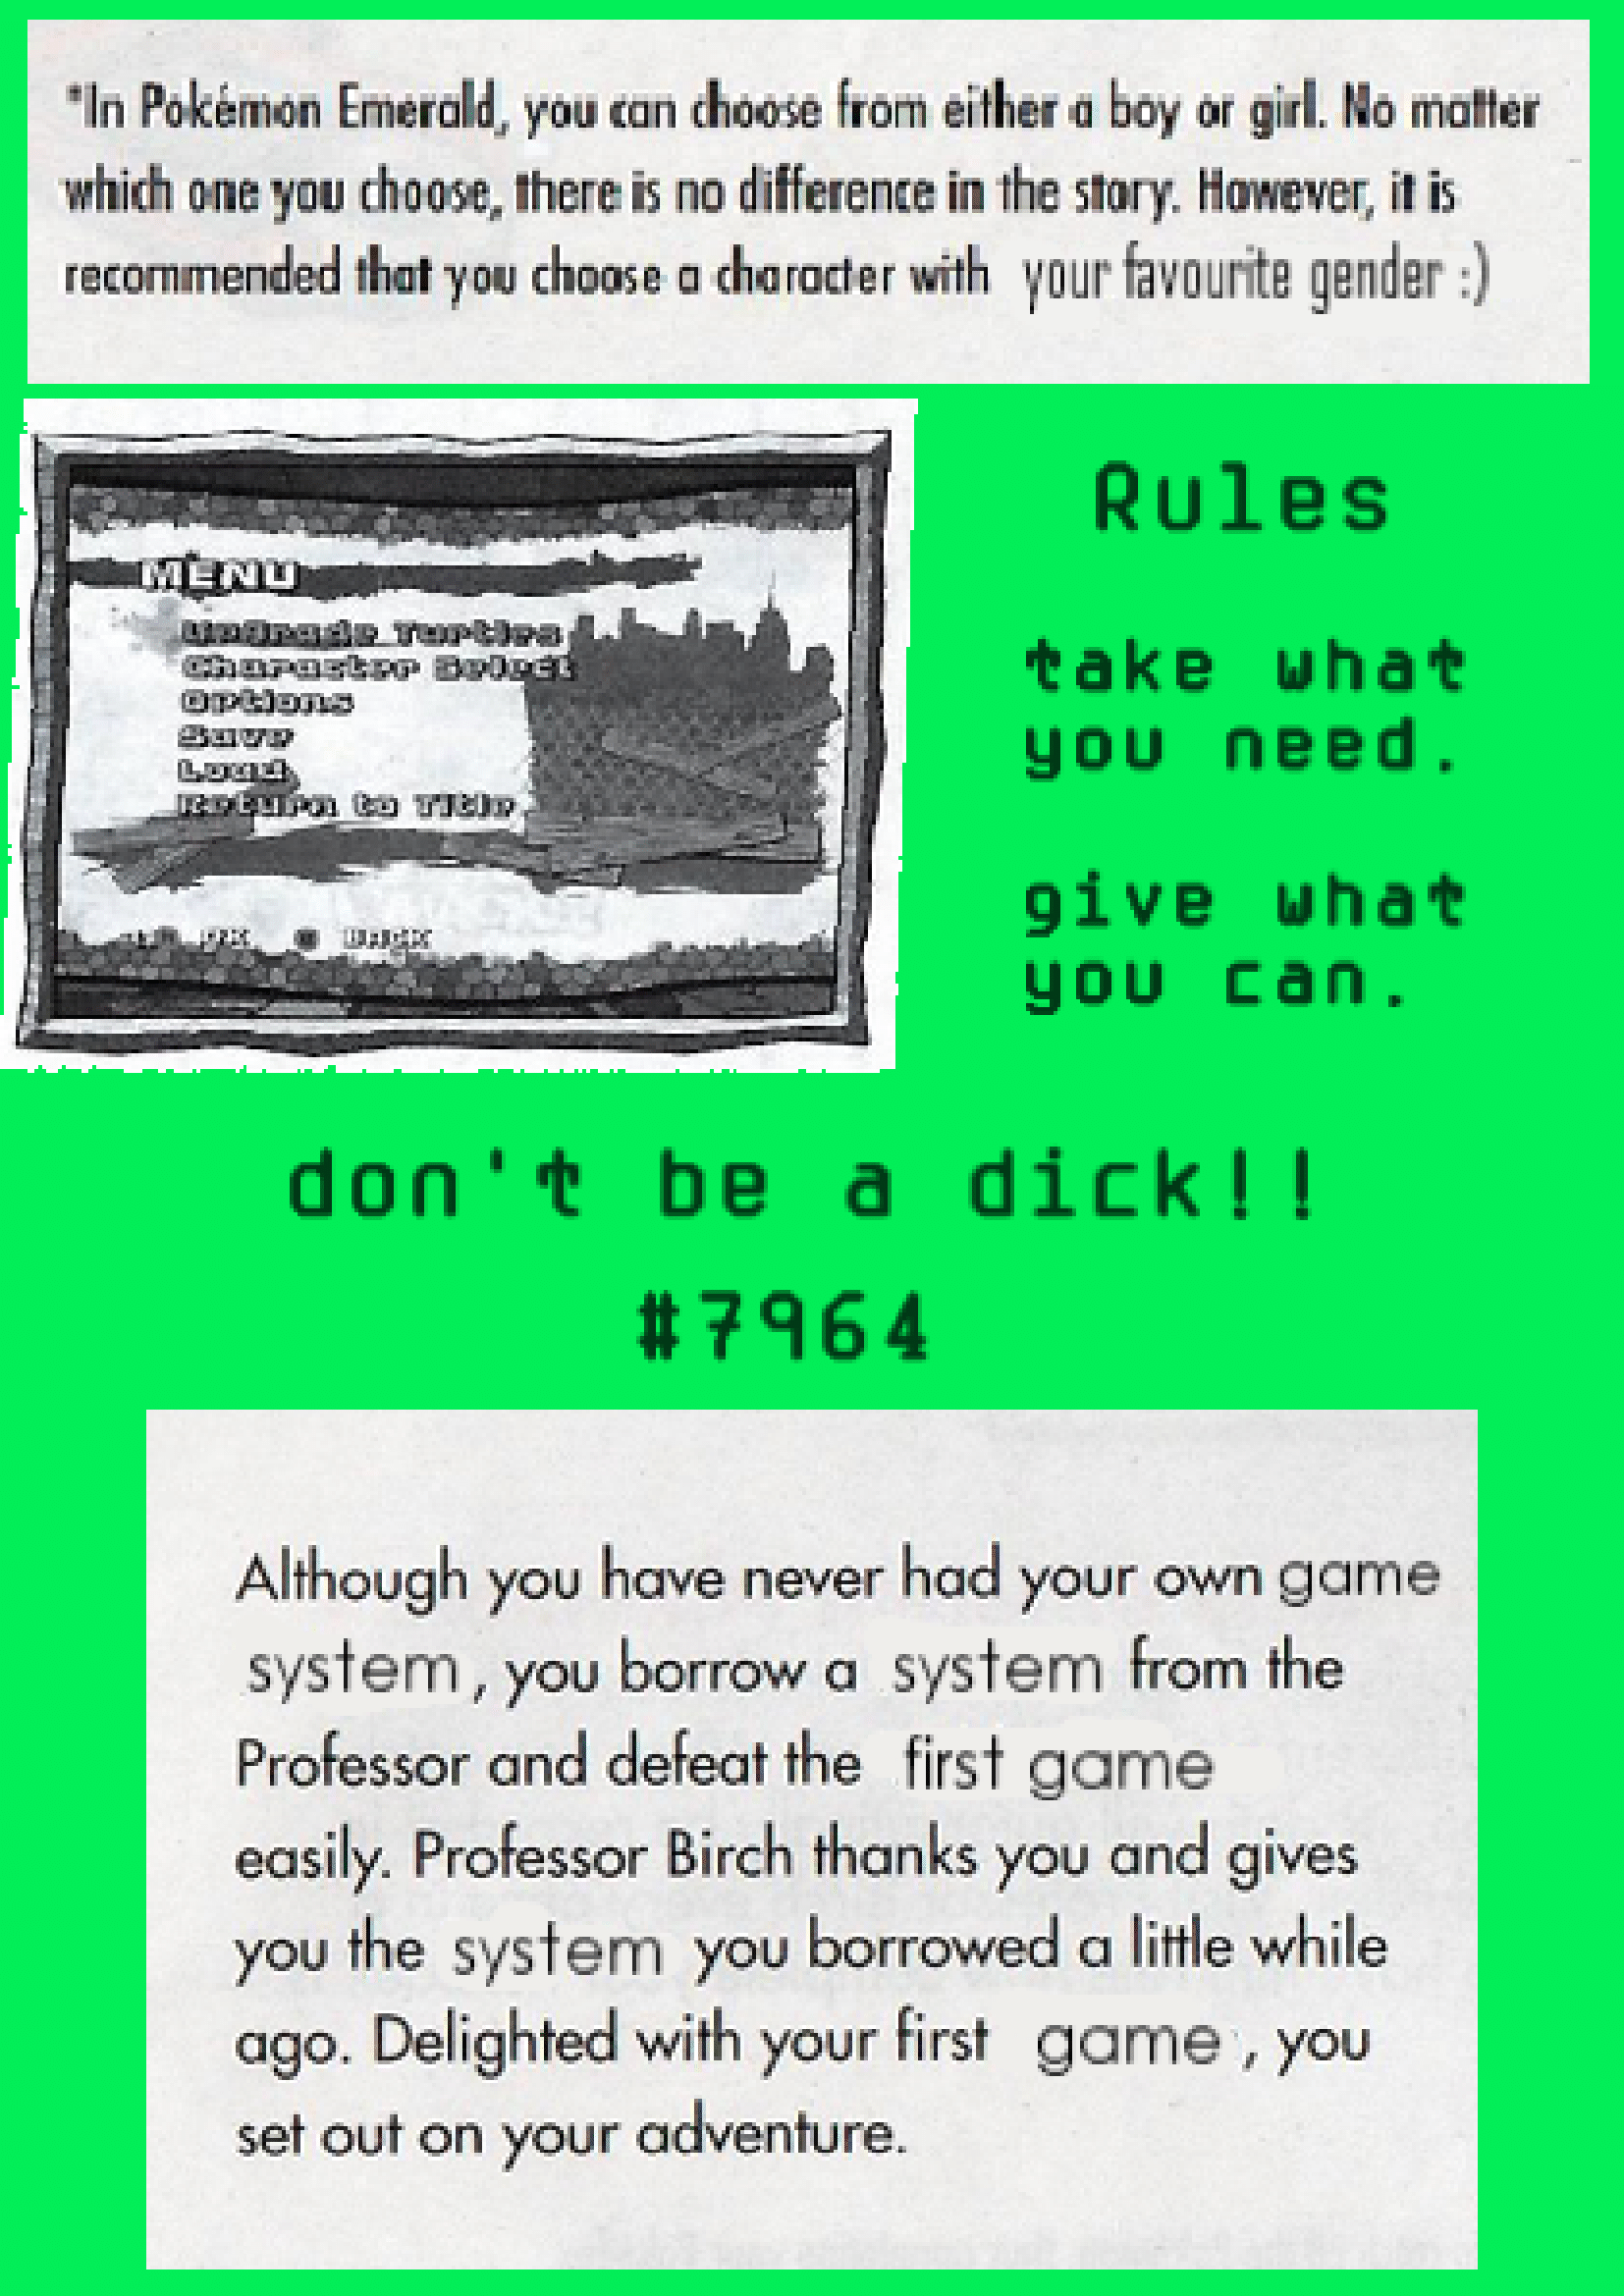 *In Pokémon Emerald, you can choose from either a boy or girl. No matter
which one you choose, there is no difference in the story. However, it is
recommended that you choose a character with your favourite gender :)
MENU
Upgrade Turtles
Character Select
Options
Save
Load
Return to Title
Rules
take what
you need.
give what
you can.
don't be a dick!!
#7964
Although you have never had your own game
system, you borrow a system from the
Professor and defeat the first game
easily. Professor Birch thanks you and gives
you the system you borrowed a little while
ago. Delighted with your first game, you
set out on your adventure.